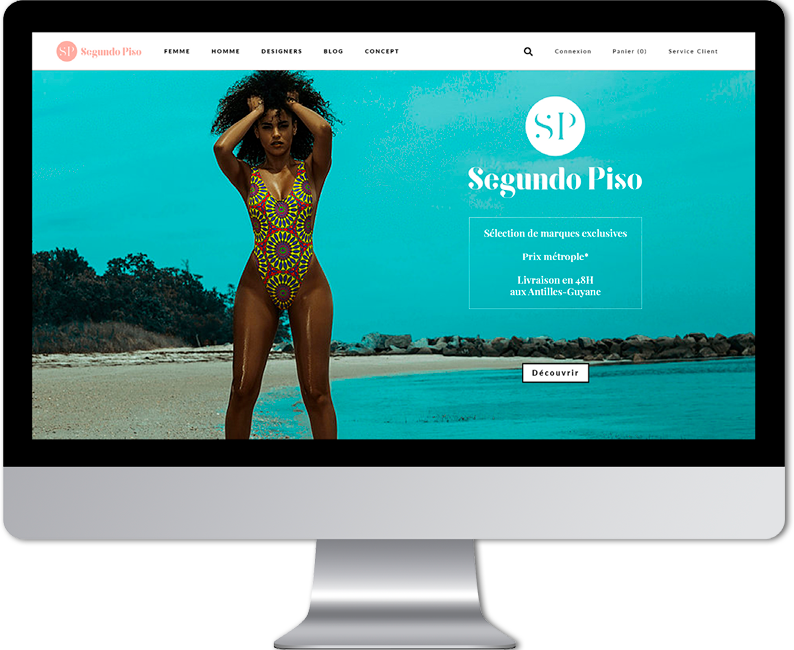 SP Segundo Piso
FEMME HOMME DESIGNERS BLOG CONCEPT
Connexion Panier (0) Service Client
SP
Segundo Piso
Sélection de marques exclusives
Prix métrople*
Livraison en 48H
aux Antilles-Guyane
Découvrir